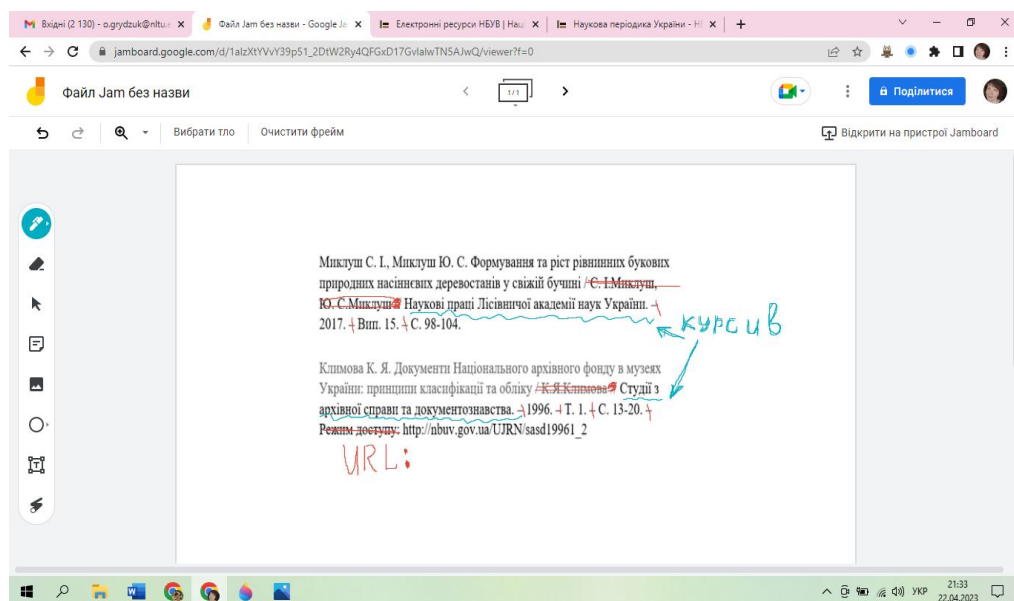 Вхідні (2 130) - o.grydzuk@nltu.e
Файл Jam без назви - Google Ja
Електронні ресурси НБУВ | Нац
Наукова періодика України - Н
jamboard.google.com/d/1alzXtYVvY39p51_2DtW2Ry4QFGxD17GvlalwTN5AJwQ/viewer?f=0
Файл Jam без назви
1/1
Поділитися
Вибрати тло
Очистити фрейм
Відкрити на пристрої Jamboard
Миклуш С. І., Миклуш Ю. С. Формування та ріст рівнинних букових
природних насіннєвих деревостанів у свіжій бучині / С. І.Миклуш,
Ю. С.Миклуш Наукові праці Лісівничої академії наук України. –
2017. – Вип. 15. – С. 98-104.
курсив
Климова К. Я. Документи Національного архівного фонду в музеях
України: принципи класифікації та обліку / К.Я.Климова Студії з
архівної справи та документознавства. – 1996. – Т. 1. – С. 13-20. –
Режим доступу: http://nbuv.gov.ua/UJRN/sasd19961_2
URL:
УКР
21:33
22.04.2023